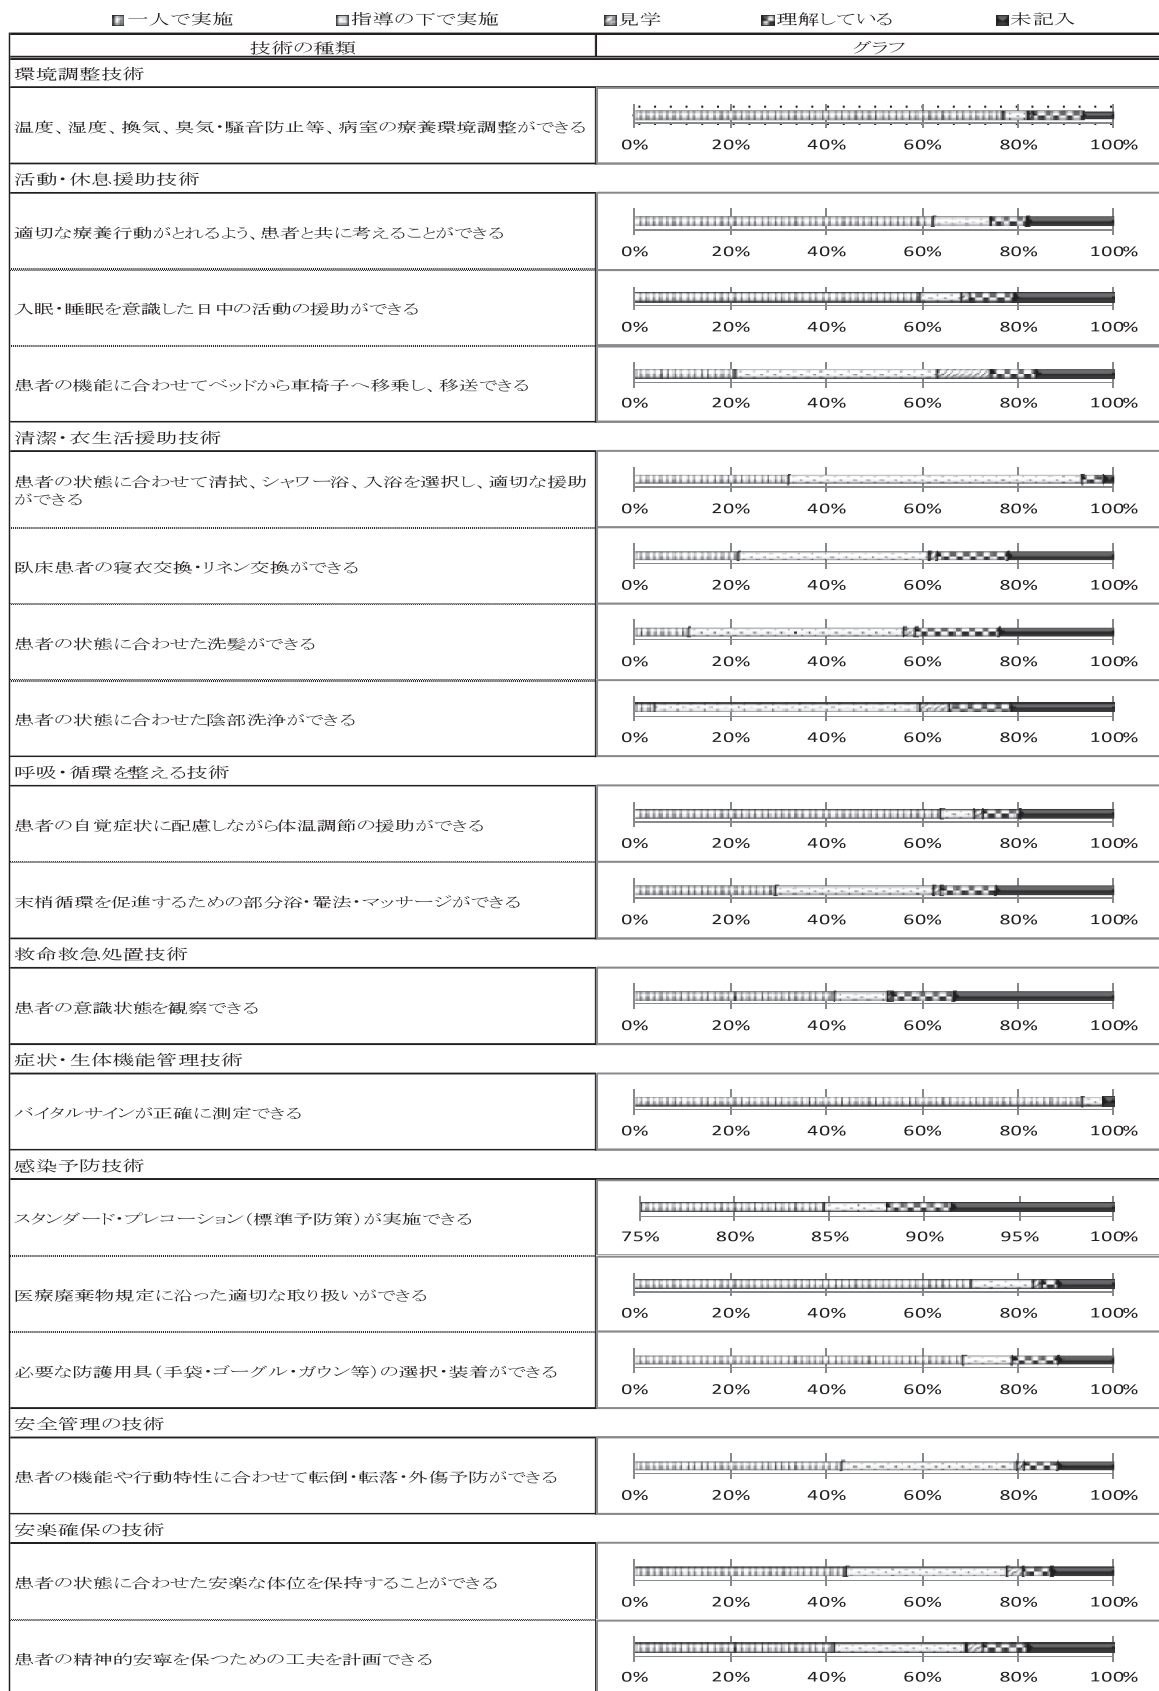 一人で実施 指導の下で実施 見学 理解している 未記入
技術の種類 グラフ
環境調整技術
温度、湿度、換気、臭気・騒音防止等、病室の療養環境調整ができる
0% 20% 40% 60% 80% 100%
活動・休息援助技術
適切な療養行動がとれるよう、患者と共に考えることができる
0% 20% 40% 60% 80% 100%
入眠・睡眠を意識した日中の活動の援助ができる
0% 20% 40% 60% 80% 100%
患者の機能に合わせてベッドから車椅子へ移乗し、移送できる
0% 20% 40% 60% 80% 100%
清潔・衣生活援助技術
患者の状態に合わせて清拭、シャワー浴、入浴を選択し、適切な援助
ができる
0% 20% 40% 60% 80% 100%
臥床患者の寝衣交換・リネン交換ができる
0% 20% 40% 60% 80% 100%
患者の状態に合わせた洗髪ができる
0% 20% 40% 60% 80% 100%
患者の状態に合わせた陰部洗浄ができる
0% 20% 40% 60% 80% 100%
呼吸・循環を整える技術
患者の自覚症状に配慮しながら体温調節の援助ができる
0% 20% 40% 60% 80% 100%
末梢循環を促進するための部分浴・罨法・マッサージができる
0% 20% 40% 60% 80% 100%
救命救急処置技術
患者の意識状態を観察できる
0% 20% 40% 60% 80% 100%
症状・生体機能管理技術
バイタルサインが正確に測定できる
0% 20% 40% 60% 80% 100%
感染予防技術
スタンダード・プレコーション(標準予防策)が実施できる
75% 80% 85% 90% 95% 100%
医療廃棄物規定に沿った適切な取り扱いができる
0% 20% 40% 60% 80% 100%
必要な防護用具(手袋・ゴーグル・ガウン等)の選択・装着ができる
0% 20% 40% 60% 80% 100%
安全管理の技術
患者の機能や行動特性に合わせて転倒・転落・外傷予防ができる
0% 20% 40% 60% 80% 100%
安楽確保の技術
患者の状態に合わせた安楽な体位を保持することができる
0% 20% 40% 60% 80% 100%
患者の精神的安寧を保つための工夫を計画できる
0% 20% 40% 60% 80% 100%